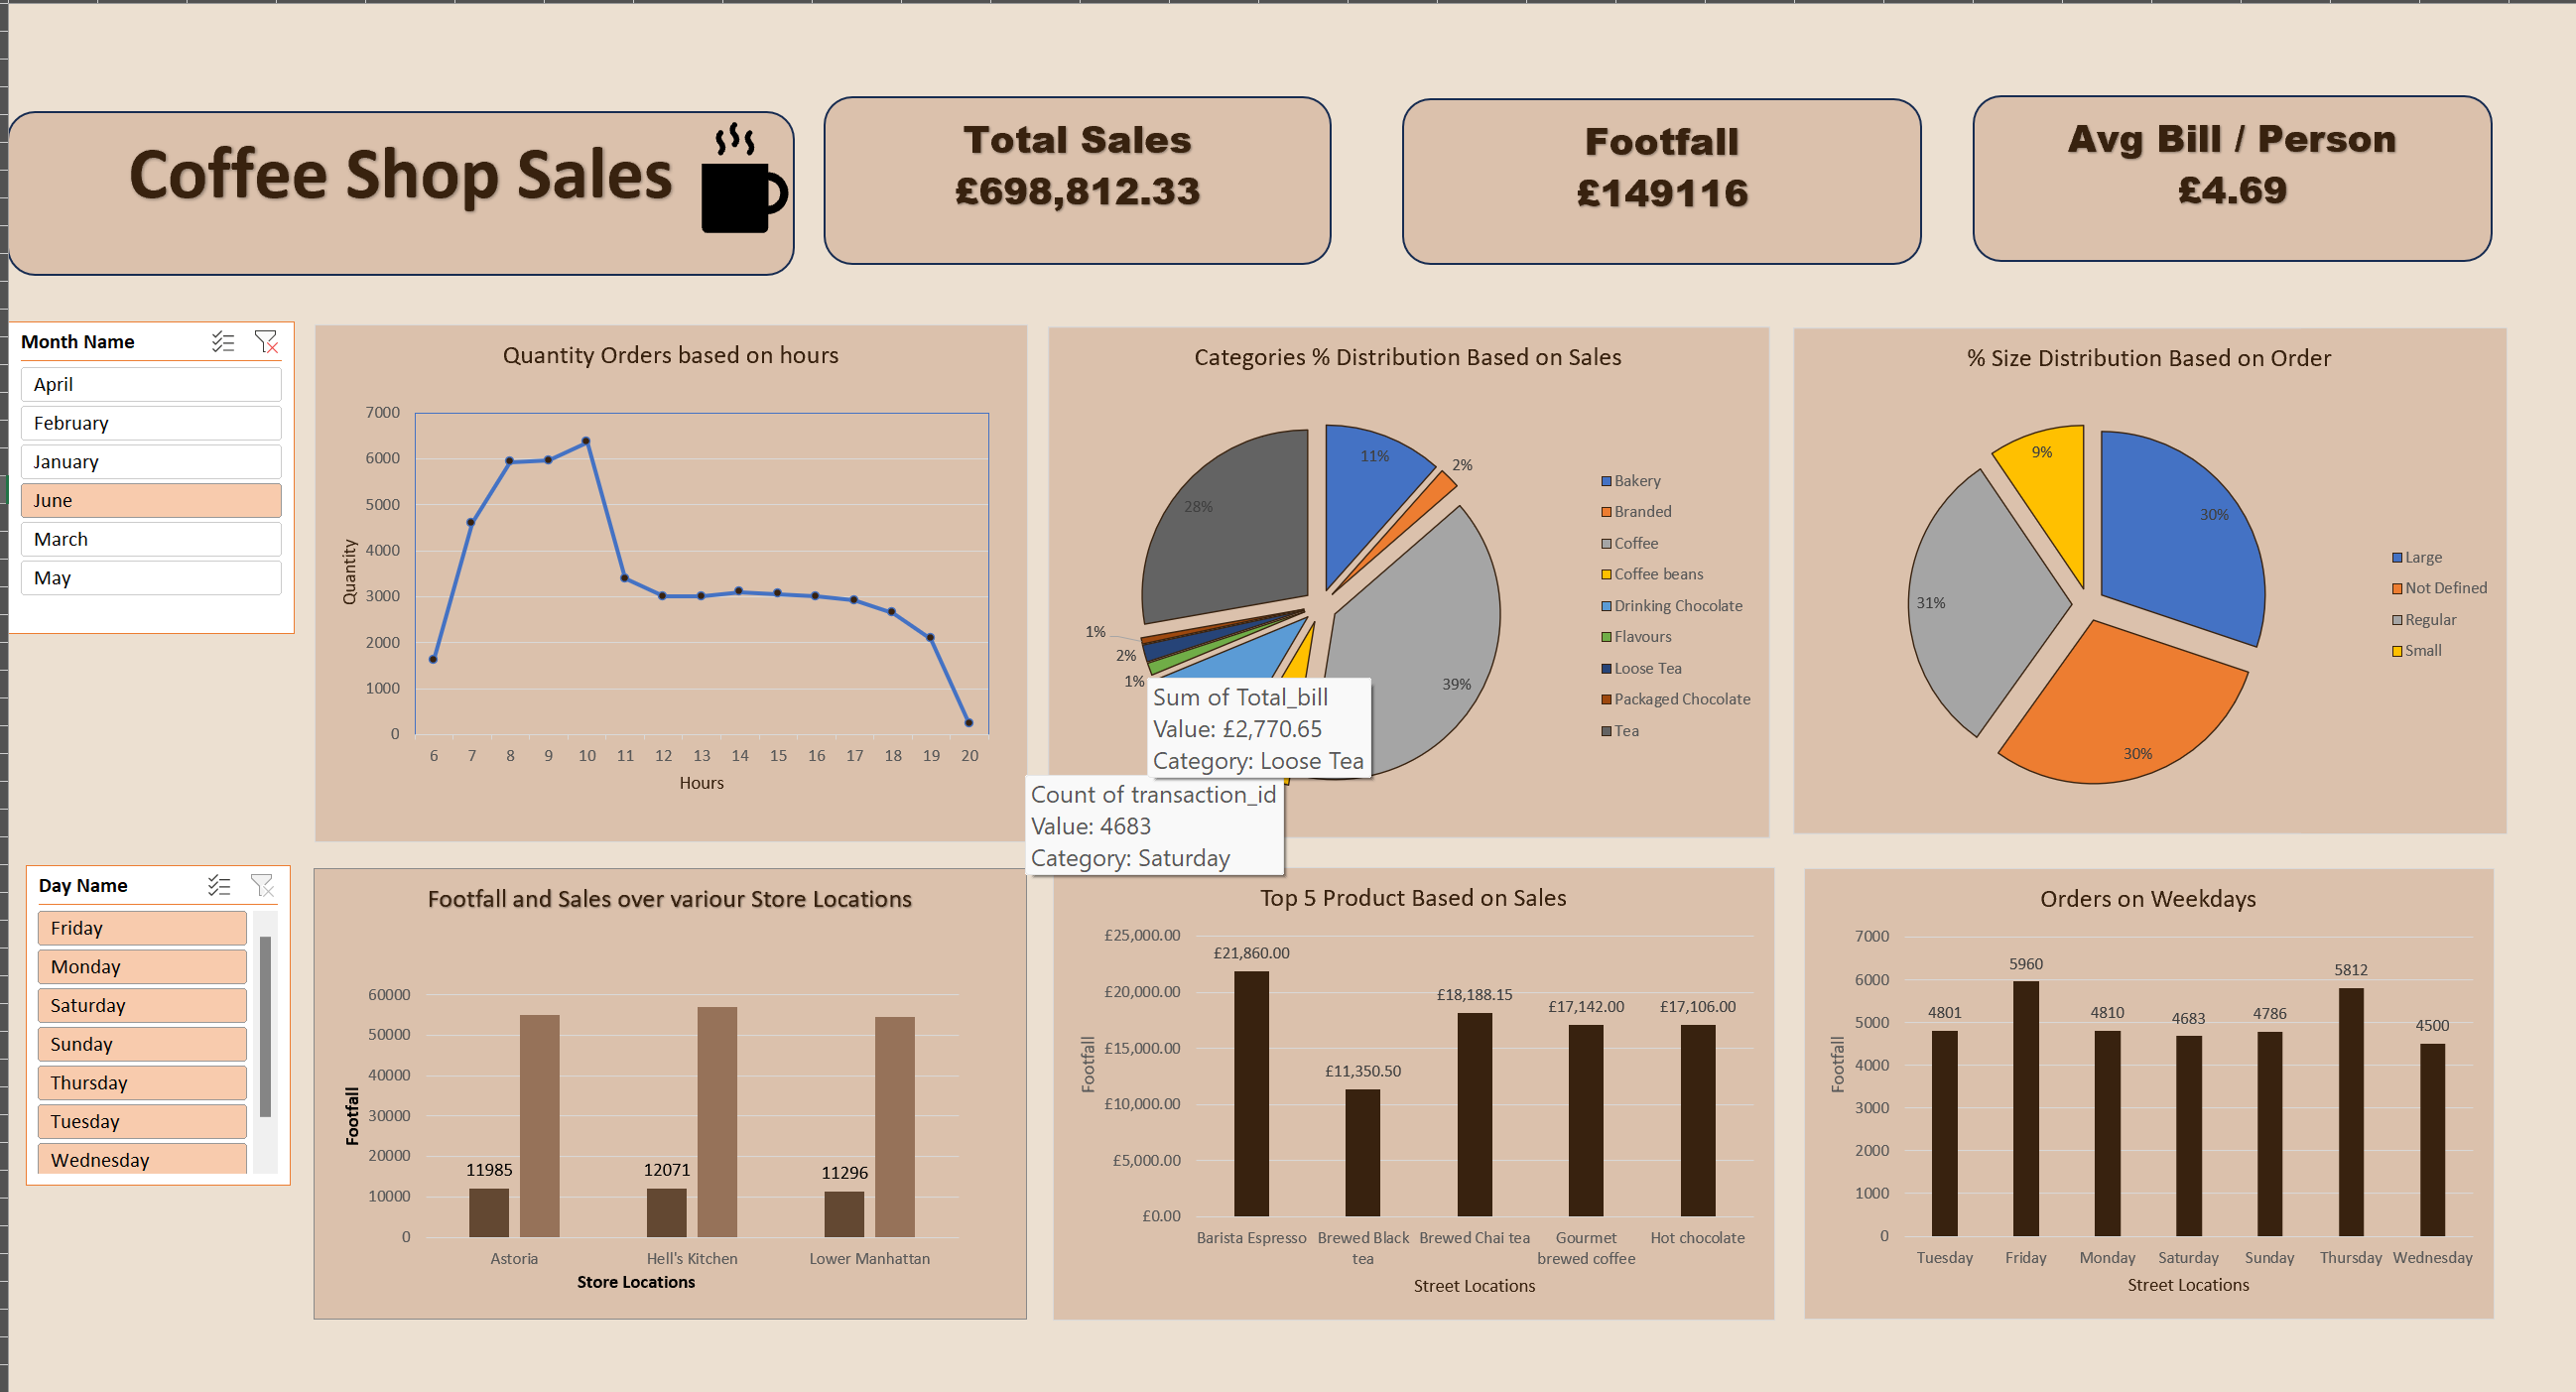 Coffee Shop Sales
Total Sales
£698,812.33
Footfall
£149116
Avg Bill / Person
£4.69
Month Name
April
February
January
June
March
May
Quantity Orders based on hours
7000
6000
5000
4000
3000
2000
1000
0
Quantity
6 7 8 9 10 11 12 13 14 15 16 17 18 19 20
Hours
Categories % Distribution Based on Sales
11%
2%
28%
39%
1%
2%
1%
Bakery
Branded
Coffee
Coffee beans
Drinking Chocolate
Flavours
Loose Tea
Packaged Chocolate
Tea
Sum of Total_bill
Value: £2,770.65
Category: Loose Tea
Count of transaction_id
Value: 4683
Category: Saturday
% Size Distribution Based on Order
9%
30%
31%
30%
Large
Not Defined
Regular
Small
Day Name
Friday
Monday
Saturday
Sunday
Thursday
Tuesday
Wednesday
Footfall and Sales over variour Store Locations
60000
50000
40000
30000
20000
10000
0
Footfall
11985 12071 11296
Astoria Hell's Kitchen Lower Manhattan
Store Locations
Top 5 Product Based on Sales
£25,000.00
£20,000.00
£15,000.00
£10,000.00
£5,000.00
£0.00
Footfall
£21,860.00
£11,350.50
£18,188.15
£17,142.00
£17,106.00
Barista Espresso
Brewed Black
tea
Brewed Chai tea
Gourmet
brewed coffee
Hot chocolate
Street Locations
Orders on Weekdays
7000
6000
5000
4000
3000
2000
1000
0
Footfall
4801 5960 4810 4683 4786 5812 4500
Tuesday Friday Monday Saturday Sunday Thursday Wednesday
Street Locations